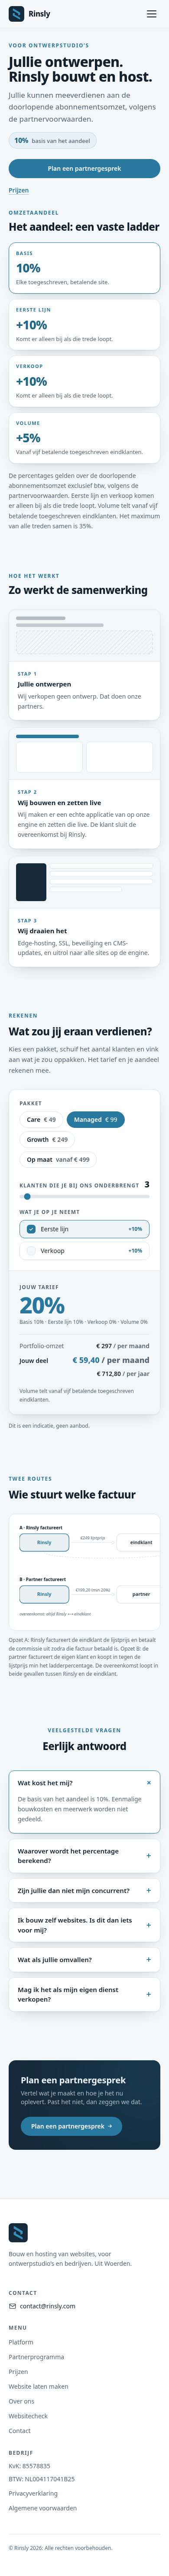 Rinsly
VOOR ONTWERPSTUDIO'S
Jullie ontwerpen.
Rinsly bouwt en host.
Jullie kunnen meeverdienen aan de
doorlopende abonnementsomzet, volgens
de partnervoorwaarden.
10% basis van het aandeel
Plan een partnergesprek
Prijzen
OMZETAANDEEL
Het aandeel: een vaste ladder
BASIS
10%
Elke toegeschreven, betalende site.
EERSTE LIJN
+10%
Komt er alleen bij als die trede loopt.
VERKOOP
+10%
Komt er alleen bij als die trede loopt.
VOLUME
+5%
Vanaf vijf betalende toegeschreven eindklanten.
De percentages gelden over de doorlopende
abonnementsomzet exclusief btw, volgens de
partnervoorwaarden. Eerste lijn en verkoop komen
er alleen bij als die trede loopt. Volume telt vanaf vijf
betalende toegeschreven eindklanten. Het maximum
van alle treden samen is 35%.
HOE HET WERKT
Zo werkt de samenwerking
STAP 1
Jullie ontwerpen
Wij verkopen geen ontwerp. Dat doen onze
partners.
STAP 2
Wij bouwen en zetten live
Wij maken er een echte applicatie van op onze
engine en zetten die live. De klant sluit de
overeenkomst bij Rinsly.
STAP 3
Wij draaien het
Edge-hosting, SSL, beveiliging en CMS-
updates, en uitrol naar alle sites op de engine.
REKENEN
Wat zou jij eraan verdienen?
Kies een pakket, schuif het aantal klanten en vink
aan wat je zou oppakken. Het tarief en je aandeel
rekenen mee.
PAKKET
Care € 49
Managed € 99
Growth € 249
Op maat vanaf € 499
KLANTEN DIE JE BIJ ONS ONDERBRENGT 3
WAT JE OP JE NEEMT
Eerste lijn +10%
Verkoop +10%
JOUW TARIEF
20%
Basis 10% · Eerste lijn 10% · Verkoop 0% · Volume 0%
Portfolio-omzet € 297 / per maand
Jouw deel € 59,40 / per maand
€ 712,80 / per jaar
Volume telt vanaf vijf betalende toegeschreven
eindklanten.
Dit is een indicatie, geen aanbod.
TWEE ROUTES
Wie stuurt welke factuur
A · Rinsly factureert
Rinsly
€249 lijstprijs
eindklant
B · Partner factureert
Rinsly
€199,20 (min 20%)
partner
overeenkomst: altijd Rinsly ⟷ eindklant
Opzet A: Rinsly factureert de eindklant de lijstprijs en betaalt
de commissie uit zodra die factuur betaald is. Opzet B: de
partner factureert de eigen klant en koopt in tegen de
lijstprijs min het ladderpercentage. De overeenkomst loopt in
beide gevallen tussen Rinsly en de eindklant.
VEELGESTELDE VRAGEN
Eerlijk antwoord
Wat kost het mij?
De basis van het aandeel is 10%. Eenmalige
bouwkosten en meerwerk worden niet
gedeeld.
Waarover wordt het percentage
berekend?
Zijn jullie dan niet mijn concurrent?
Ik bouw zelf websites. Is dit dan iets
voor mij?
Wat als jullie omvallen?
Mag ik het als mijn eigen dienst
verkopen?
Plan een partnergesprek
Vertel wat je maakt en hoe je het nu
oplevert. Past het niet, dan zeggen we dat.
Plan een partnergesprek →
Bouw en hosting van websites, voor
ontwerpstudio's en bedrijven. Uit Woerden.
CONTACT
contact@rinsly.com
MENU
Platform
Partnerprogramma
Prijzen
Website laten maken
Over ons
Websitecheck
Contact
BEDRIJF
KvK: 85578835
BTW: NL004117041B25
Privacyverklaring
Algemene voorwaarden
© Rinsly 2026: Alle rechten voorbehouden.